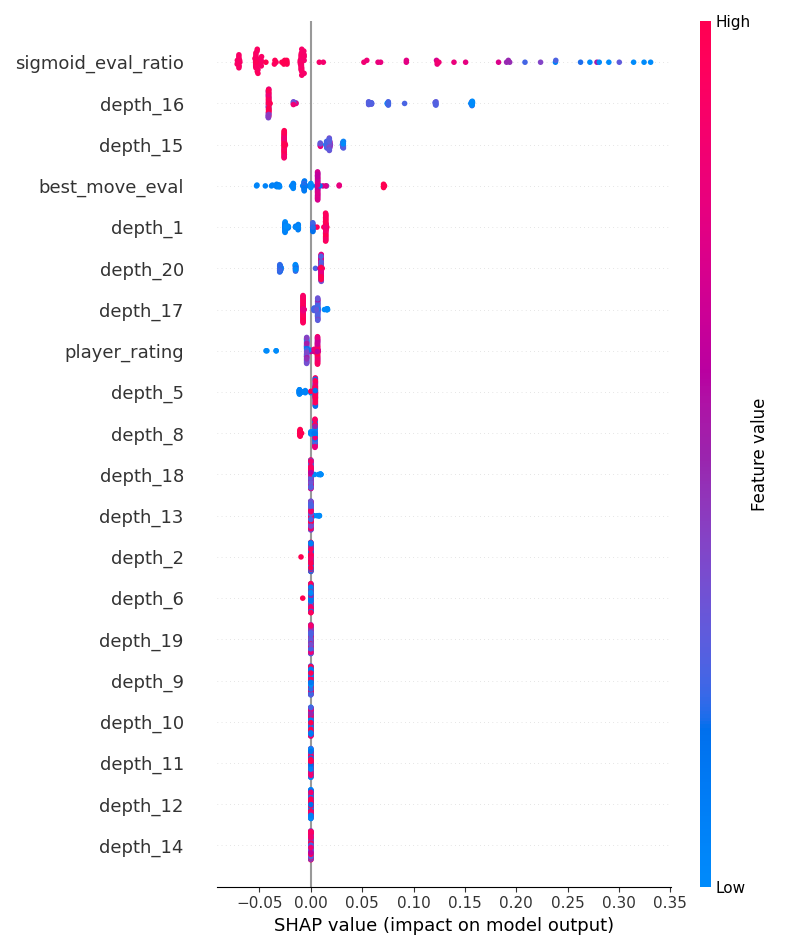 High
sigmoid_eval_ratio
depth_16
depth_15
best_move_eval
depth_1
depth_20
depth_17
player_rating
depth_5
depth_8
depth_18
depth_13
depth_2
depth_6
depth_19
depth_9
depth_10
depth_11
depth_12
depth_14
Feature value
Low
−0.05 0.00 0.05 0.10 0.15 0.20 0.25 0.30 0.35
SHAP value (impact on model output)